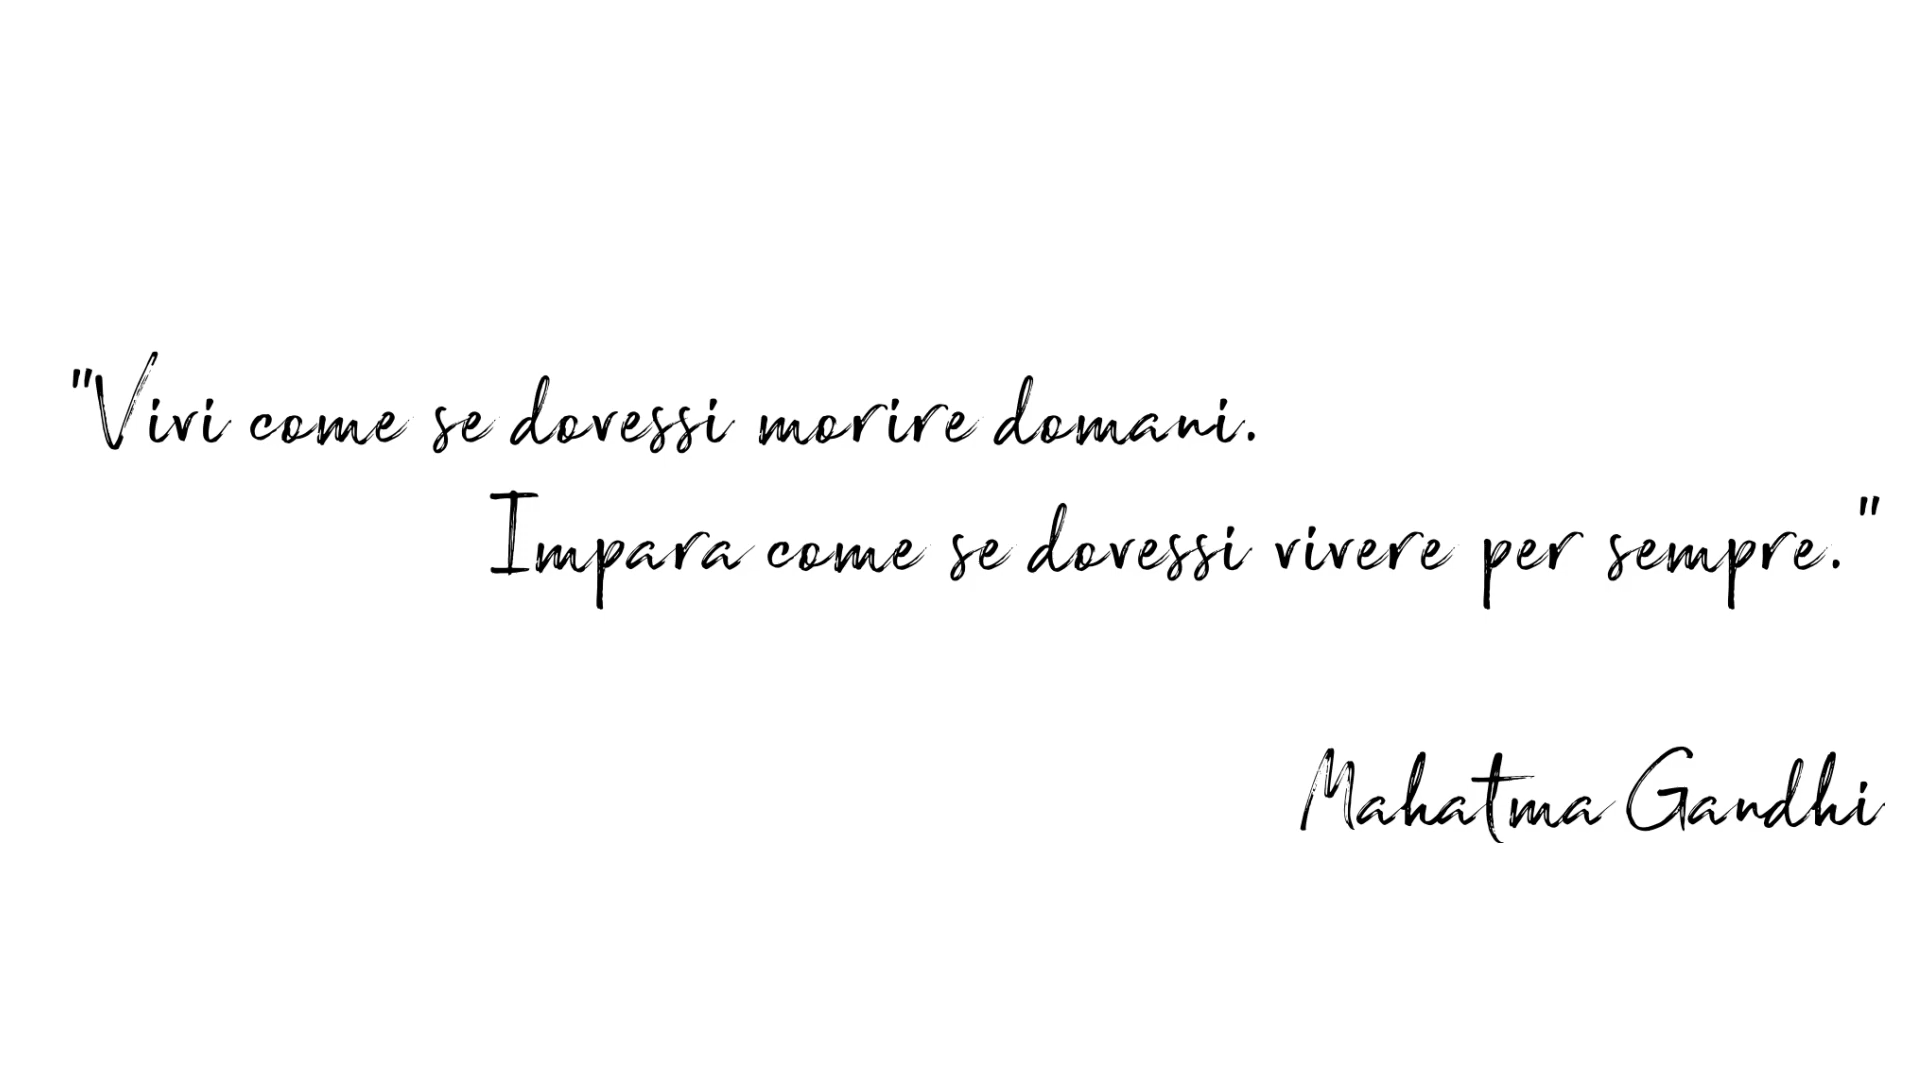 "Vivi come se dovessi morire domani.
Impara come se dovessi vivere per sempre."
Mahatma Gandhi